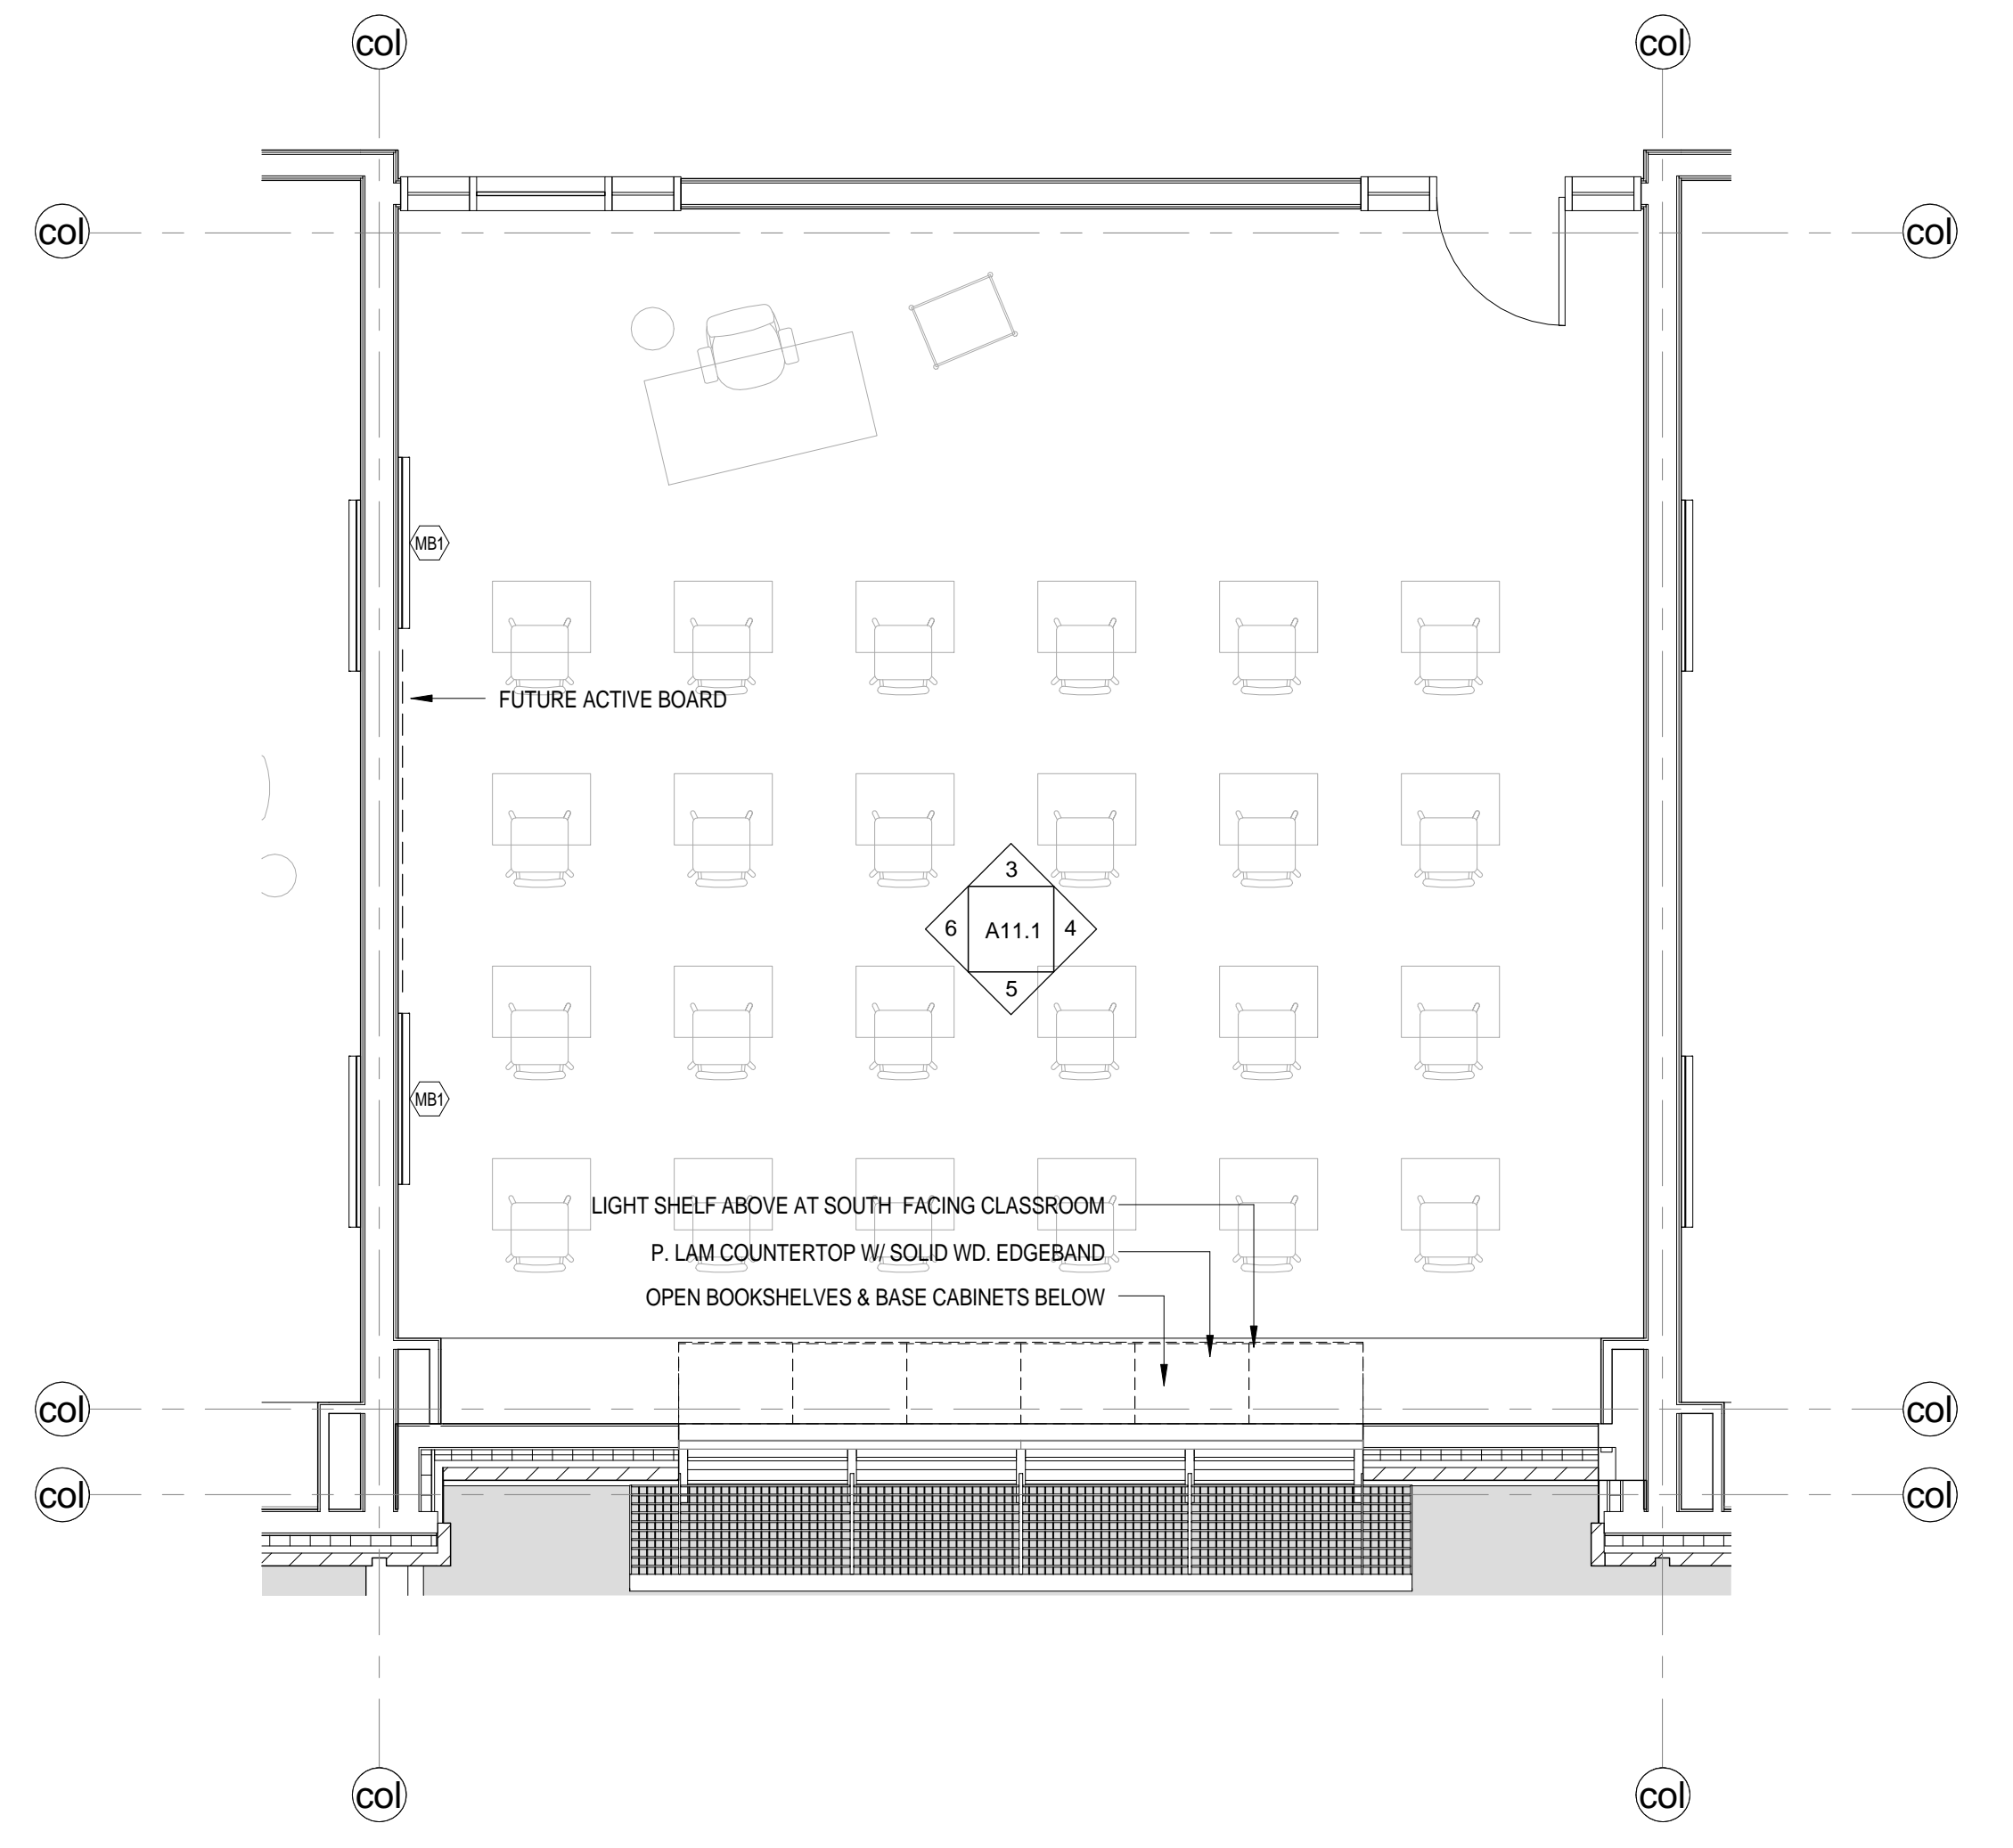 col
col
col
col
MB1
FUTURE ACTIVE BOARD
3
6
A11.1
4
5
MB1
LIGHT SHELF ABOVE AT SOUTH  FACING CLASSROOM
P. LAM COUNTERTOP W/ SOLID WD. EDGEBAND
OPEN BOOKSHELVES & BASE CABINETS BELOW
col
col
col
col
col
col